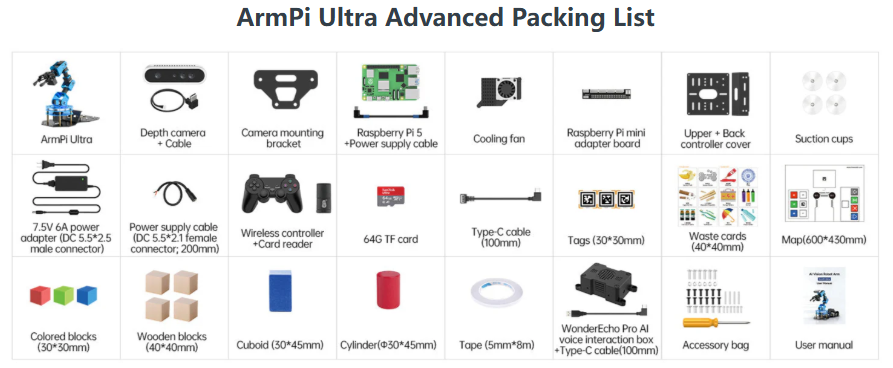 ArmPi Ultra Advanced Packing List
ArmPi Ultra
Depth camera
+ Cable
Camera mounting
bracket
Raspberry Pi 5
+Power supply cable
Cooling fan
Raspberry Pi mini
adapter board
Upper + Back
controller cover
Suction cups
7.5V 6A power
adapter (DC 5.5*2.5
male connector)
Power supply cable
(DC 5.5*2.1 female
connector; 200mm)
Wireless controller
+Card reader
64G TF card
Type-C cable
(100mm)
Tags (30*30mm)
Waste cards
(40*40mm)
Map(600*430mm)
Colored blocks
(30*30mm)
Wooden blocks
(40*40mm)
Cuboid (30*45mm)
Cylinder(Φ30*45mm)
Tape (5mm*8m)
WonderEcho Pro AI
voice interaction box
+Type-C cable(100mm)
Accessory bag
User manual